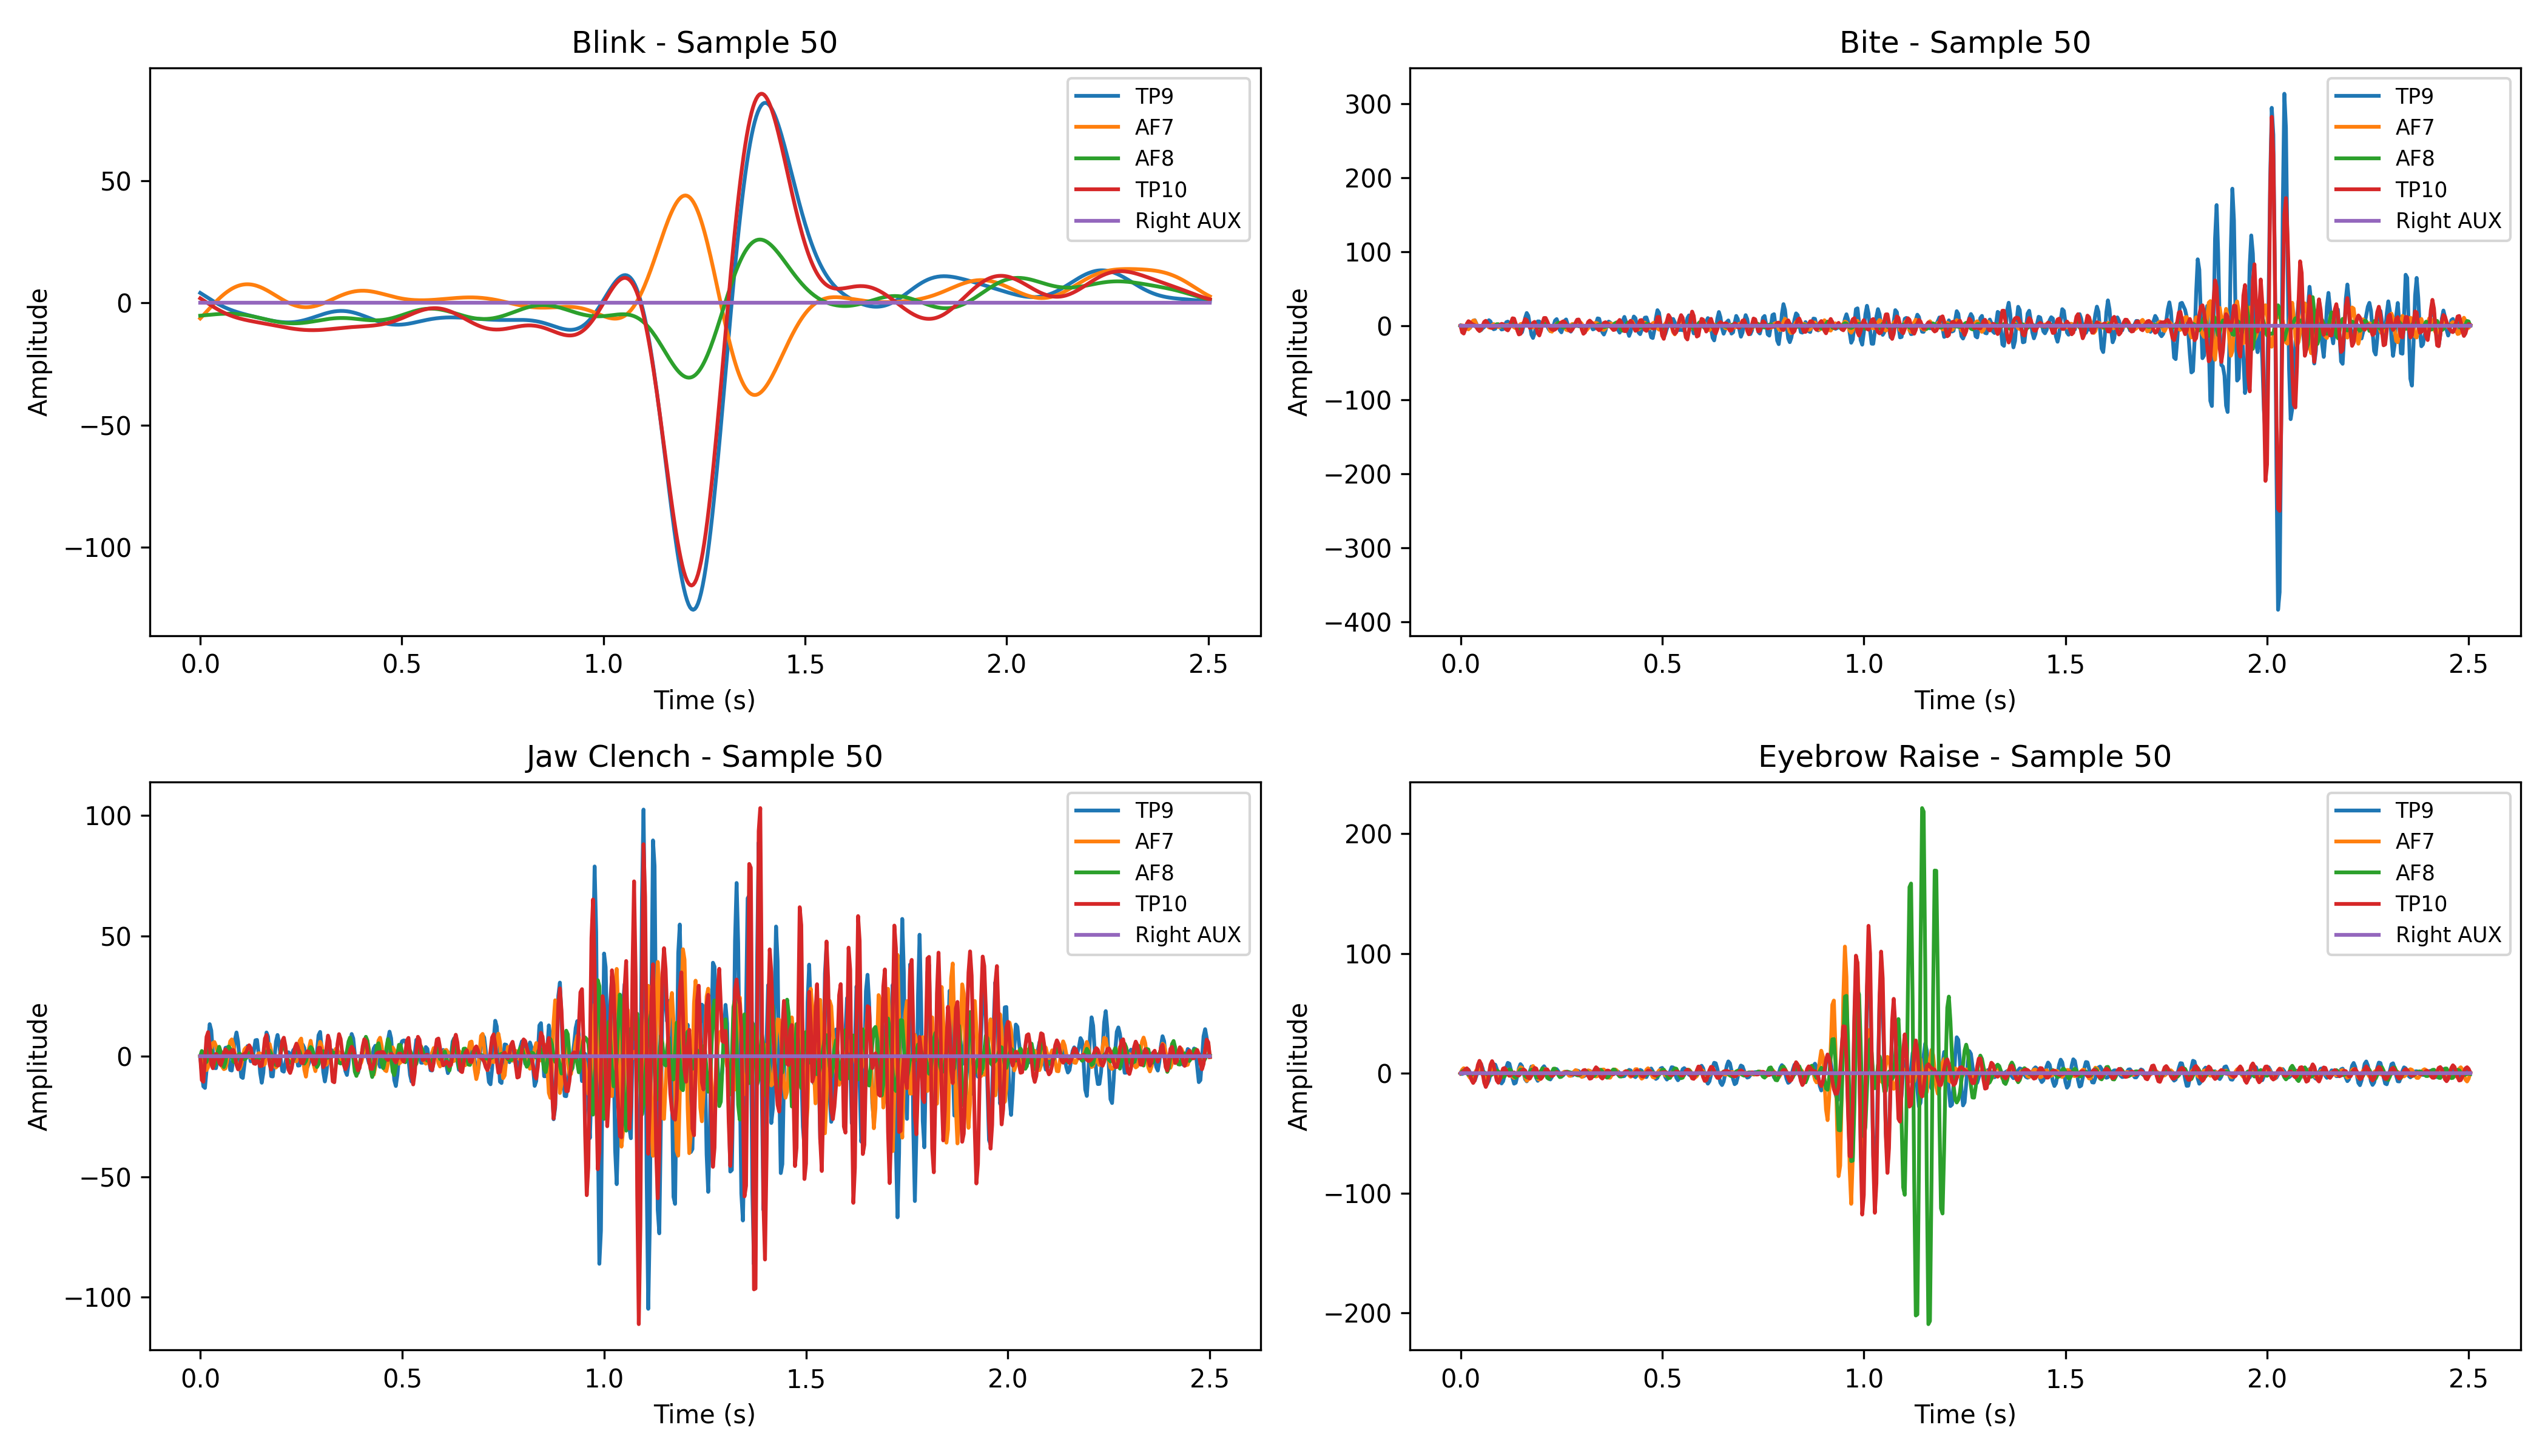 Blink - Sample 50
TP9
AF7
AF8
TP10
Right AUX
50
0
−50
−100
Amplitude
0.0 0.5 1.0 1.5 2.0 2.5
Time (s)
Bite - Sample 50
TP9
AF7
AF8
TP10
Right AUX
300
200
100
0
−100
−200
−300
−400
Amplitude
0.0 0.5 1.0 1.5 2.0 2.5
Time (s)
Jaw Clench - Sample 50
TP9
AF7
AF8
TP10
Right AUX
100
50
0
−50
−100
Amplitude
0.0 0.5 1.0 1.5 2.0 2.5
Time (s)
Eyebrow Raise - Sample 50
TP9
AF7
AF8
TP10
Right AUX
200
100
0
−100
−200
Amplitude
0.0 0.5 1.0 1.5 2.0 2.5
Time (s)